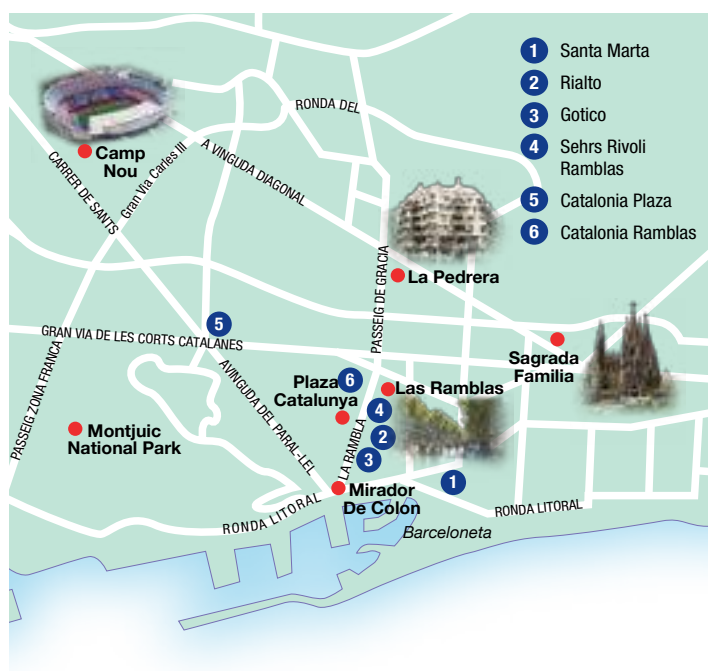 1 Santa Marta
2 Rialto
3 Gotico
4 Sehrs Rivoli
Ramblas
5 Catalonia Plaza
6 Catalonia Ramblas
RONDA DEL
Camp
Nou
CARRER DE SANTS
Gran Via Carles III
A VINGUDA DIAGONAL
La Pedrera
PASSEIG DE GRACIA
5
GRAN VIA DE LES CORTS CATALANES
Sagrada
Familia
PASSEIG ZONA FRANCA
AVINGUDA DEL PARAL-LEL
Plaza
Catalunya
6
Las Ramblas
4
Montjuic
National Park
LA RAMBLA
2
3
1
Mirador
De Colon
RONDA LITORAL
RONDA LITORAL
Barceloneta